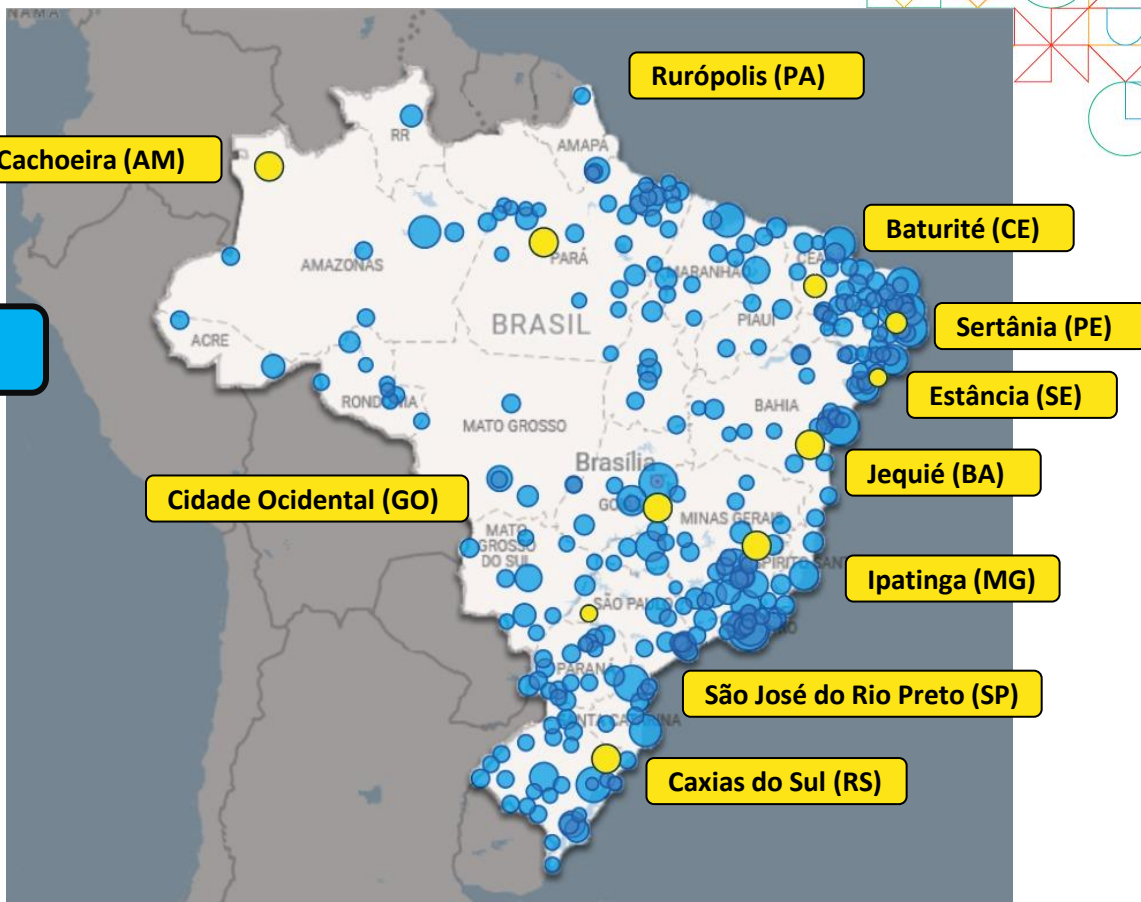 Rurópolis (PA)
RR
AMAPÁ
Cachoeira (AM)
Baturité (CE)
AMAZONAS
PARÁ
MARANHÃO
CEA
BRASIL
PIAUÍ
Sertânia (PE)
ACRE
Estância (SE)
RONDÔNIA
MATO GROSSO
BAHIA
Brasília
Jequié (BA)
Cidade Ocidental (GO)
GO
MINAS GERAIS
MATO
GROSSO
DO SUL
Ipatinga (MG)
SÃO PAULO
PARANÁ
São José do Rio Preto (SP)
SANTA CATARINA
Caxias do Sul (RS)